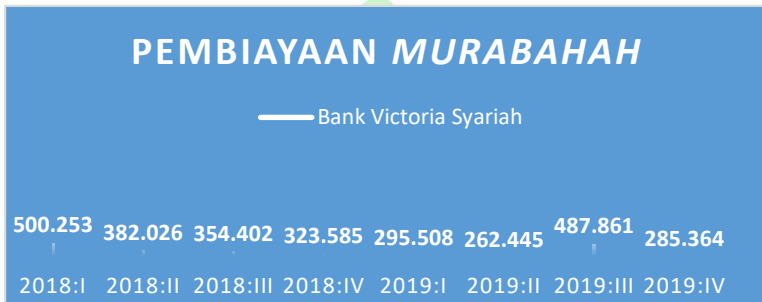 PEMBIAYAAN MURABAHAH
Bank Victoria Syariah
500.253 382.026 354.402 323.585 295.508 262.445 487.861 285.364
2018:I 2018:II 2018:III 2018:IV 2019:I 2019:II 2019:III 2019:IV